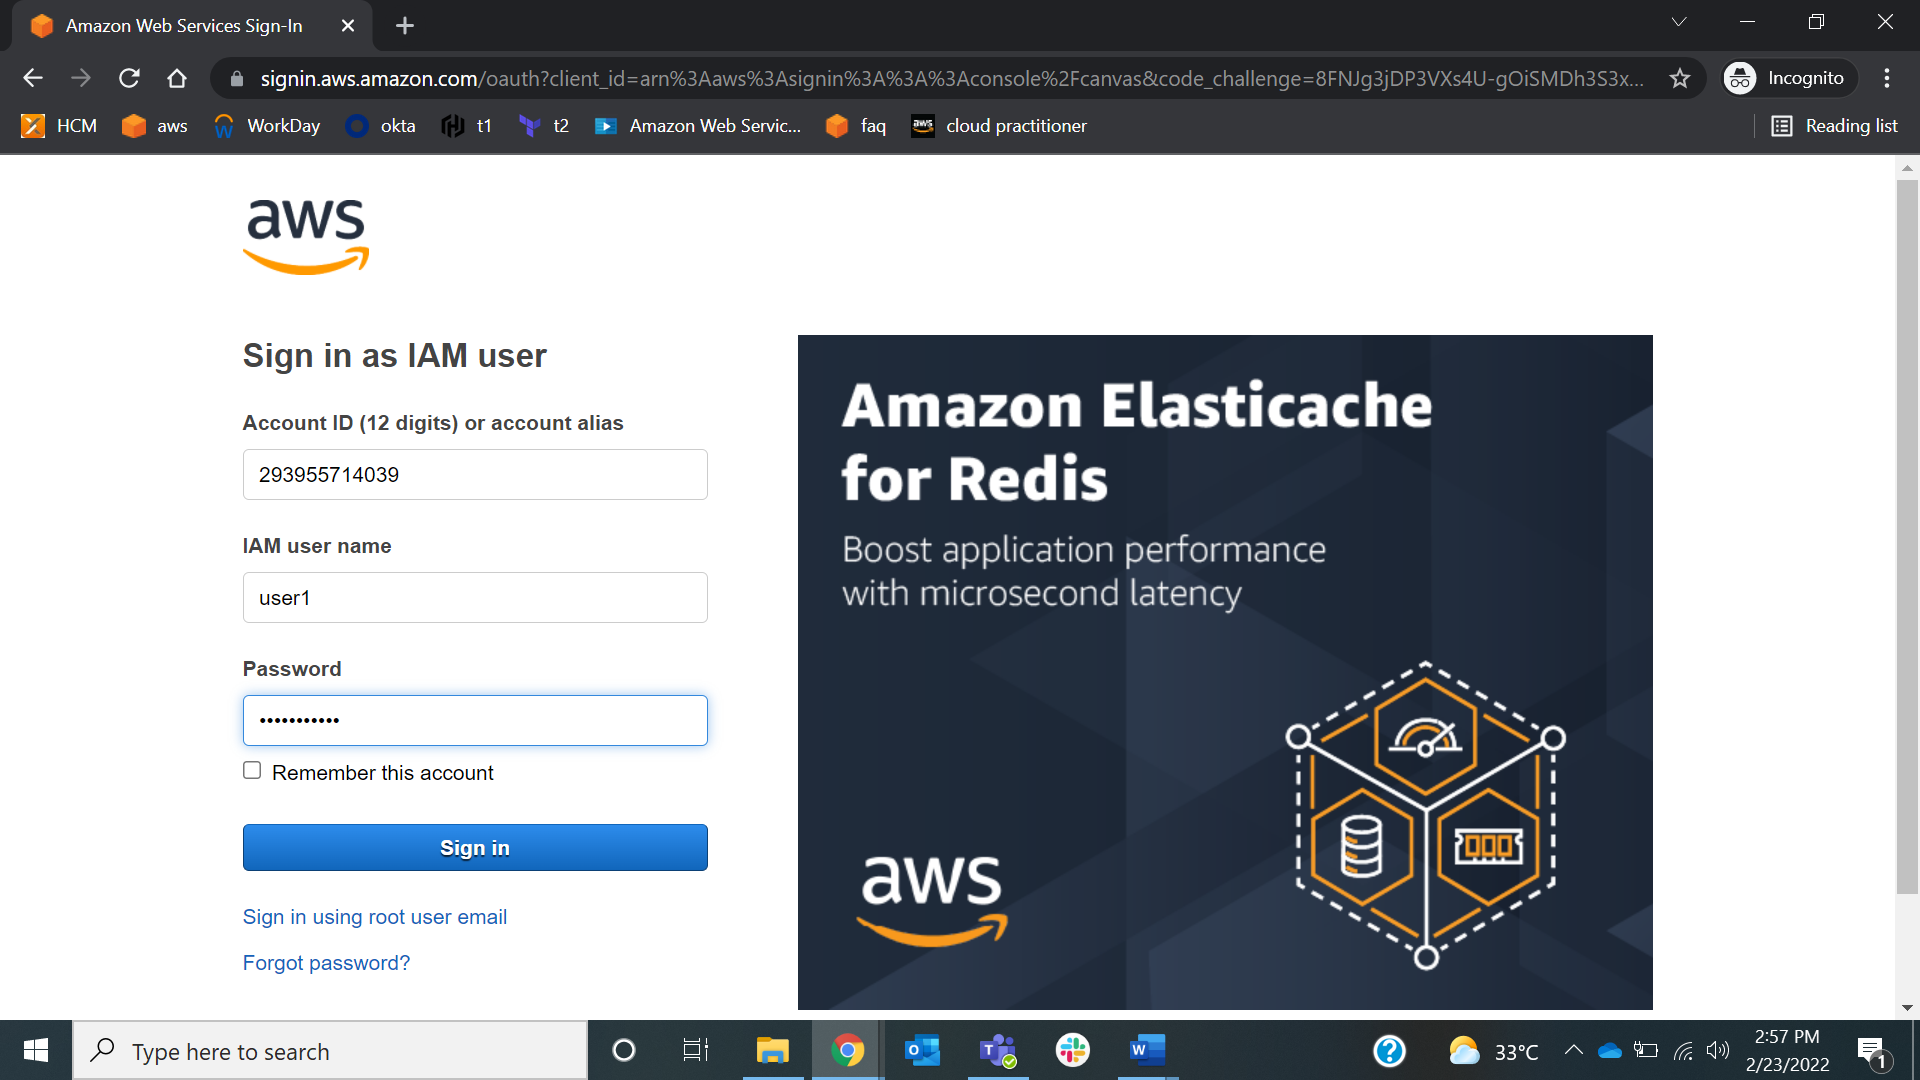 Amazon Web Services Sign-In
signin.aws.amazon.com/oauth?client_id=arn%3Aaws%3Asignin%3A%3A%3Aconsole%2Fcanvas&code_challenge=8FNJg3jDP3VXs4U-gOiSMDh3S3x...
Incognito
HCM aws WorkDay okta t1 t2 Amazon Web Servic... faq cloud practitioner Reading list
aws
Sign in as IAM user
Account ID (12 digits) or account alias
293955714039
IAM user name
user1
Password
•••••••••••
Remember this account
Sign in
Sign in using root user email
Forgot password?
Amazon Elasticache
for Redis
Boost application performance
with microsecond latency
aws
Type here to search
33°C
2:57 PM
2/23/2022
1